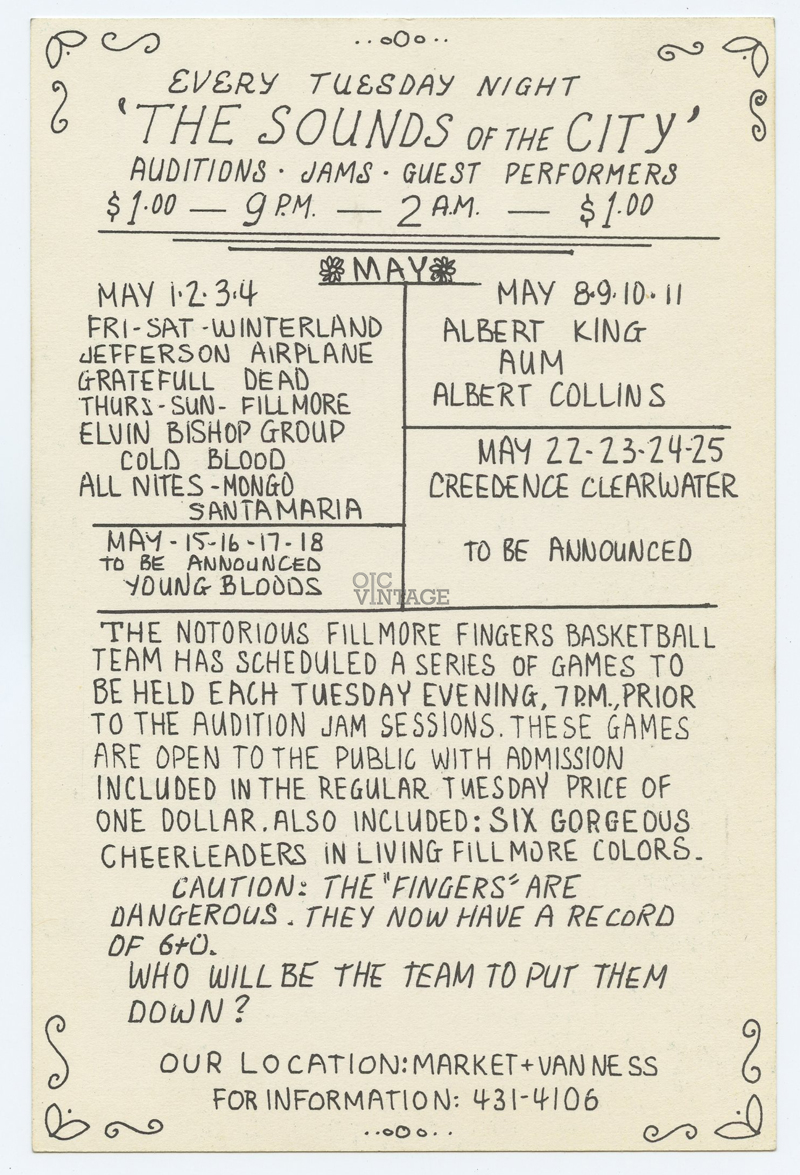 EVERY TUESDAY NIGHT
'THE SOUNDS OF THE CITY'
AUDITIONS · JAMS · GUEST PERFORMERS
$1.00 — 9 P.M. — 2 A.M. — $1.00
MAY
MAY 1·2·3·4
FRI-SAT-WINTERLAND
JEFFERSON AIRPLANE
GRATEFULL DEAD
THURS-SUN- FILLMORE
ELVIN BISHOP GROUP
COLD BLOOD
ALL NITES-MONGO
SANTAMARIA
MAY-15-16-17-18
TO BE ANNOUNCED
YOUNG BLOODS
MAY 8·9·10·11
ALBERT KING
AUM
ALBERT COLLINS
MAY 22-23-24-25
CREEDENCE CLEARWATER
TO BE ANNOUNCED
OJC
VINTAGE
THE NOTORIOUS FILLMORE FINGERS BASKETBALL
TEAM HAS SCHEDULED A SERIES OF GAMES TO
BE HELD EACH TUESDAY EVENING, 7 P.M., PRIOR
TO THE AUDITION JAM SESSIONS. THESE GAMES
ARE OPEN TO THE PUBLIC WITH ADMISSION
INCLUDED IN THE REGULAR TUESDAY PRICE OF
ONE DOLLAR. ALSO INCLUDED: SIX GORGEOUS
CHEERLEADERS IN LIVING FILLMORE COLORS.
CAUTION: THE "FINGERS" ARE
DANGEROUS. THEY NOW HAVE A RECORD
OF 6+0.
WHO WILL BE THE TEAM TO PUT THEM
DOWN?
OUR LOCATION: MARKET + VAN NESS
FOR INFORMATION: 431-4106